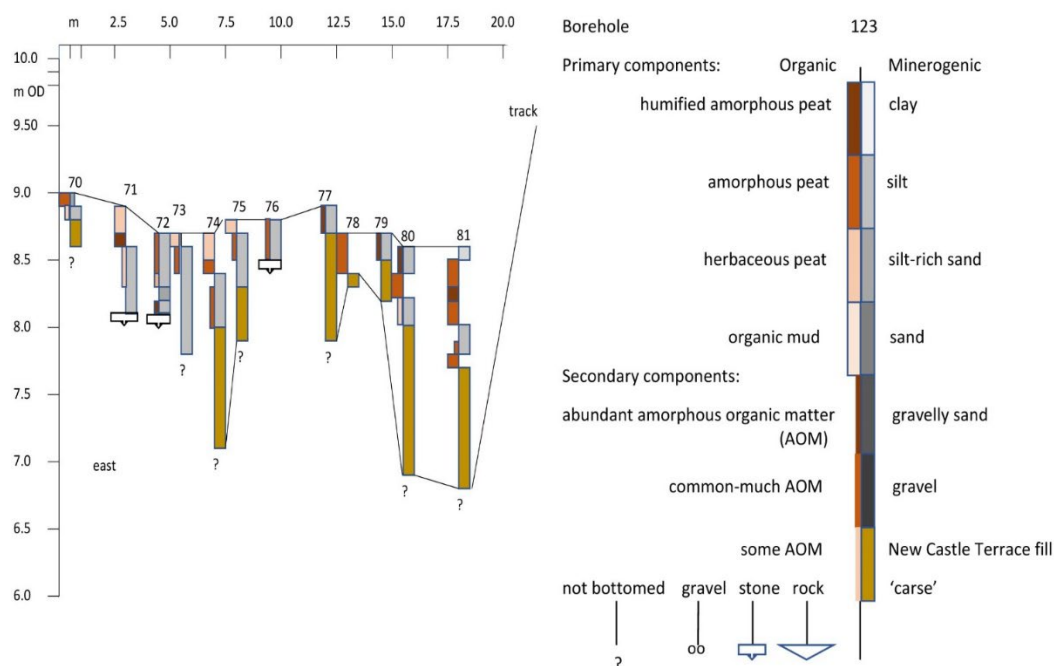 m 2.5 5.0 7.5 10.0 12.5 15.0 17.5 20.0
10.0
m OD
9.50
9.0
8.5
8.0
7.5
7.0
6.5
6.0
track
70
71
72
73
74
75
76
77
78
79
80
81
?
?
?
?
?
?
?
east
Borehole 123
Primary components: Organic Minerogenic
humified amorphous peat clay
amorphous peat silt
herbaceous peat silt-rich sand
organic mud sand
Secondary components:
abundant amorphous organic matter gravelly sand
(AOM)
common-much AOM gravel
some AOM New Castle Terrace fill
not bottomed gravel stone rock 'carse'
? oo